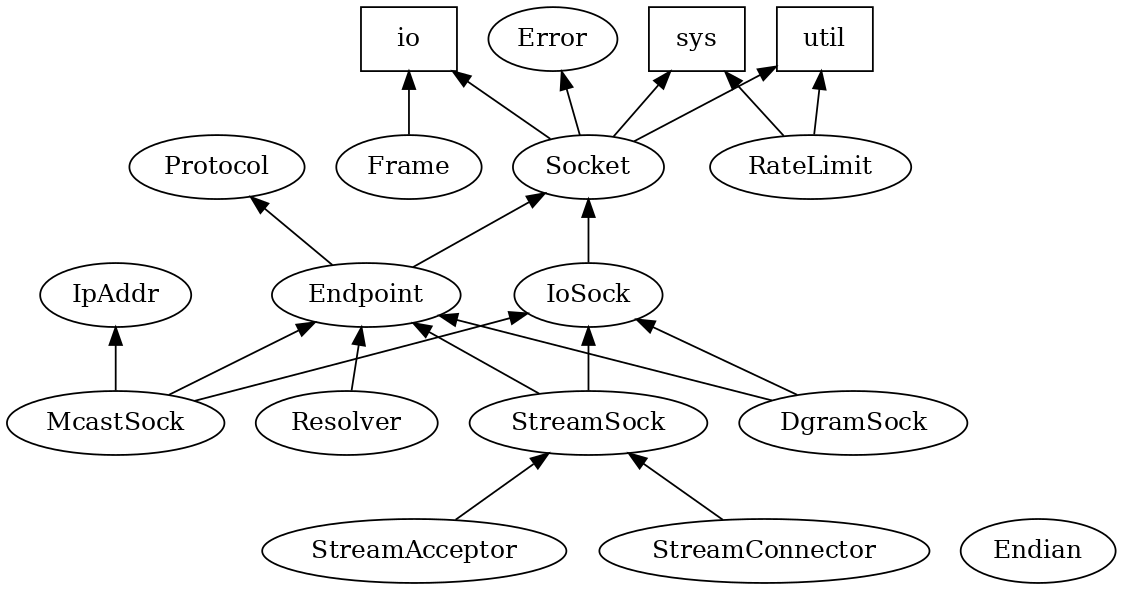 io
Error
sys
util
Protocol
Frame
Socket
RateLimit
IpAddr
Endpoint
IoSock
McastSock
Resolver
StreamSock
DgramSock
StreamAcceptor
StreamConnector
Endian